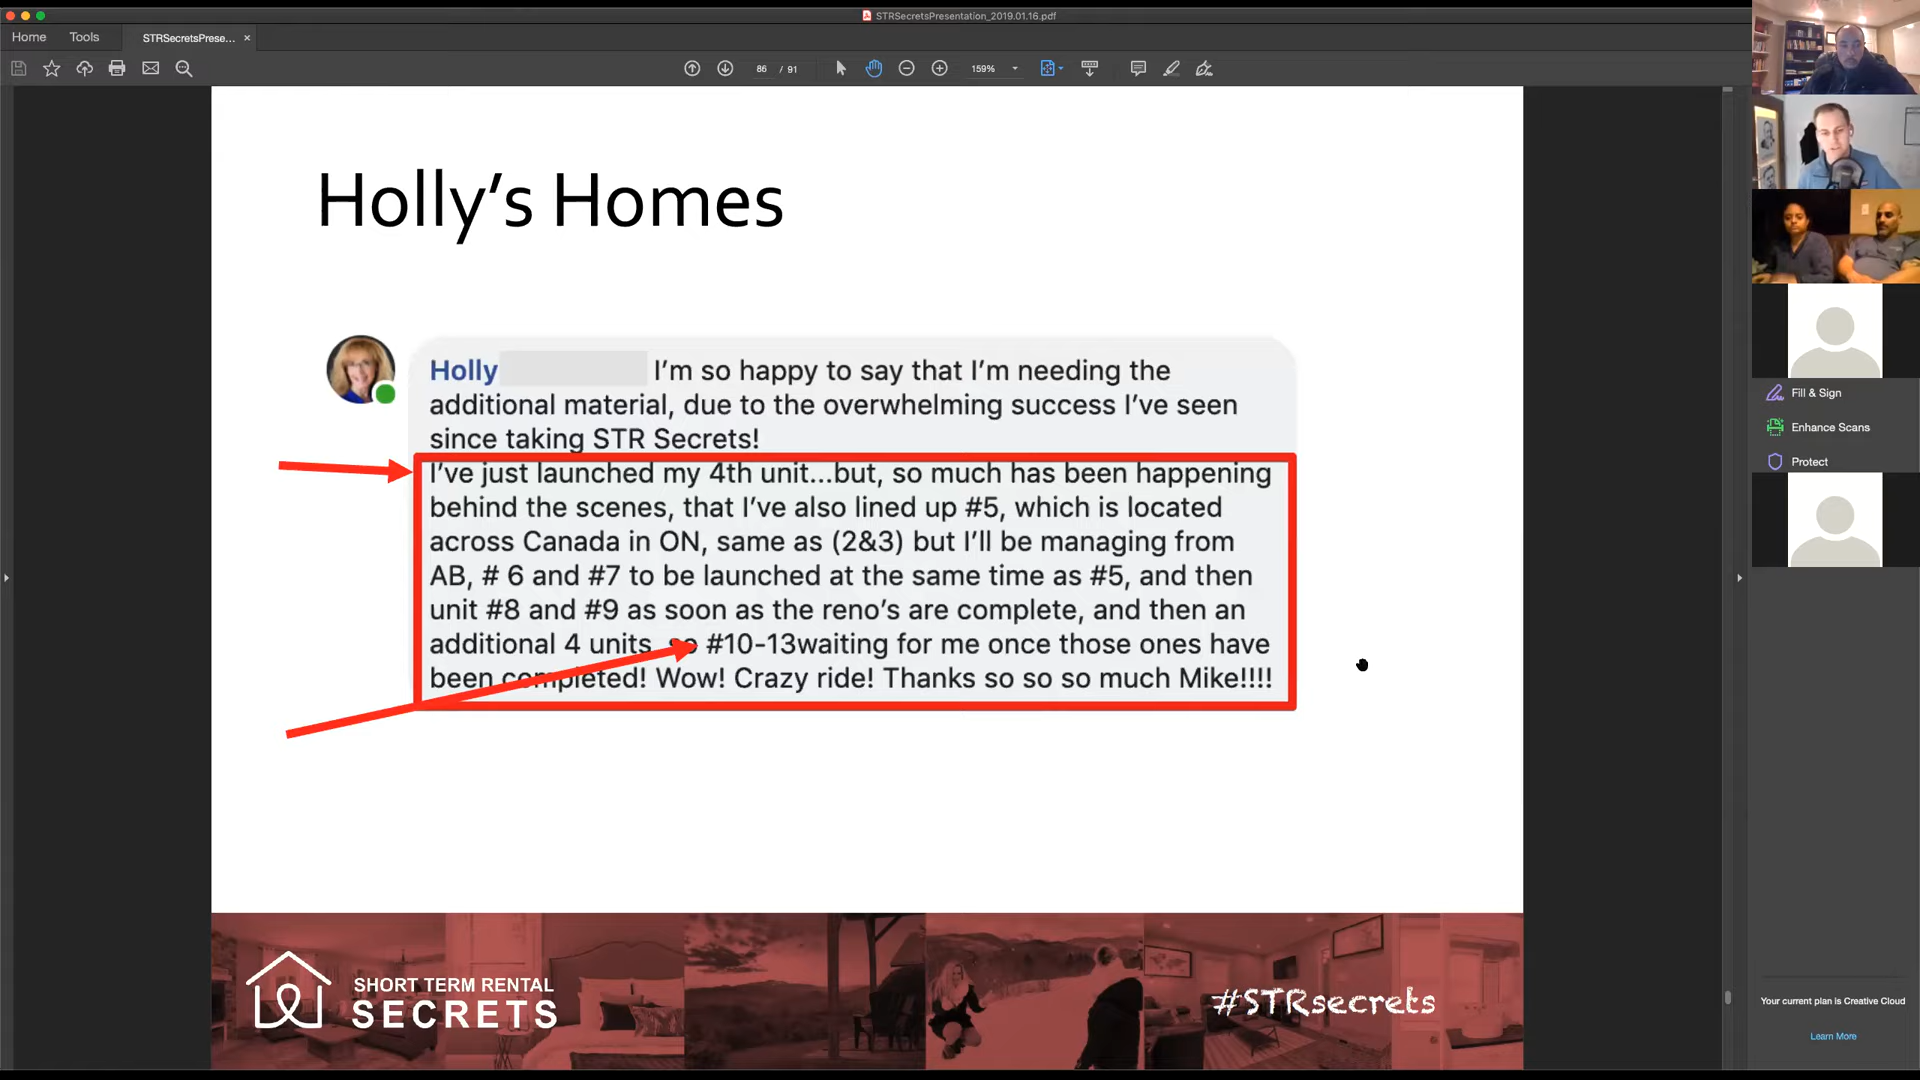 STRSecretsPresentation_2019.01.16.pdf
Home
Tools
STRSecretsPrese...
86 / 91
159%
Holly's Homes
Holly I'm so happy to say that I'm needing the
additional material, due to the overwhelming success I've seen
since taking STR Secrets!
I've just launched my 4th unit...but, so much has been happening
behind the scenes, that I've also lined up #5, which is located
across Canada in ON, same as (2&3) but I'll be managing from
AB, # 6 and #7 to be launched at the same time as #5, and then
unit #8 and #9 as soon as the reno's are complete, and then an
additional 4 units, so #10-13waiting for me once those ones have
been completed! Wow! Crazy ride! Thanks so so so much Mike!!!!
SHORT TERM RENTAL
SECRETS
#STRsecrets
Fill & Sign
Enhance Scans
Protect
Your current plan is Creative Cloud
Learn More